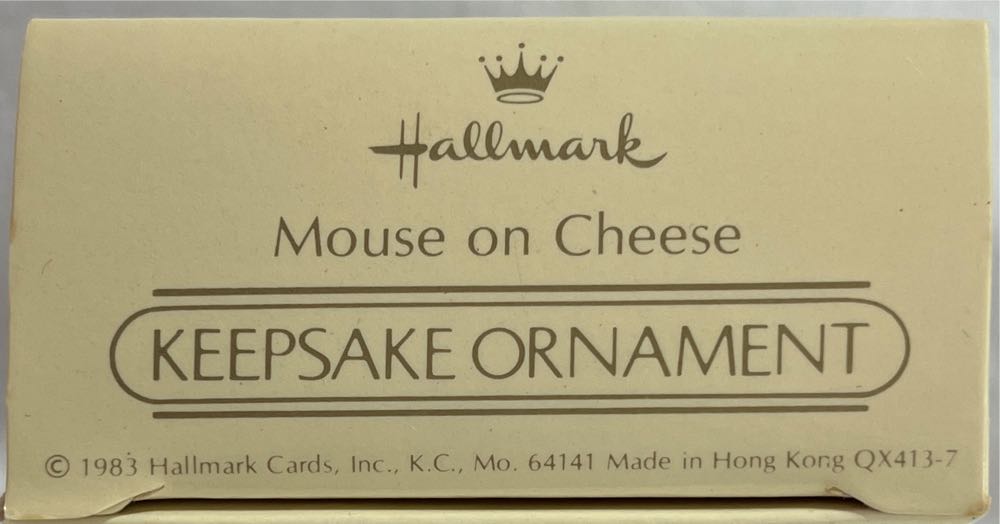 Hallmark
Mouse on Cheese
KEEPSAKE ORNAMENT
© 1983 Hallmark Cards, Inc., K.C., Mo. 64141 Made in Hong Kong QX413-7